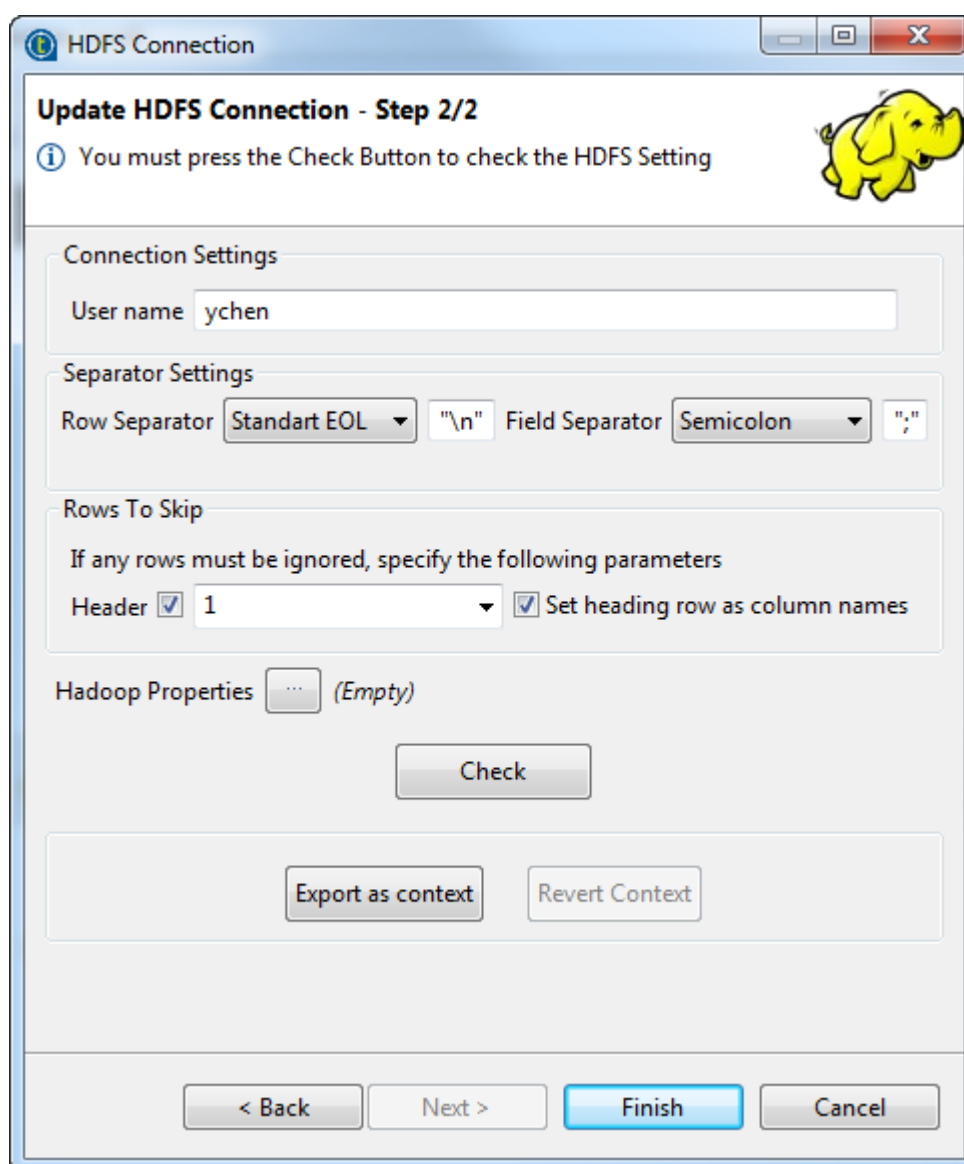 HDFS Connection
Update HDFS Connection - Step 2/2
You must press the Check Button to check the HDFS Setting
Connection Settings
User name ychen
Separator Settings
Row Separator Standart EOL "\n" Field Separator Semicolon ";"
Rows To Skip
If any rows must be ignored, specify the following parameters
Header 1 Set heading row as column names
Hadoop Properties ... (Empty)
Check
Export as context Revert Context
< Back Next > Finish Cancel